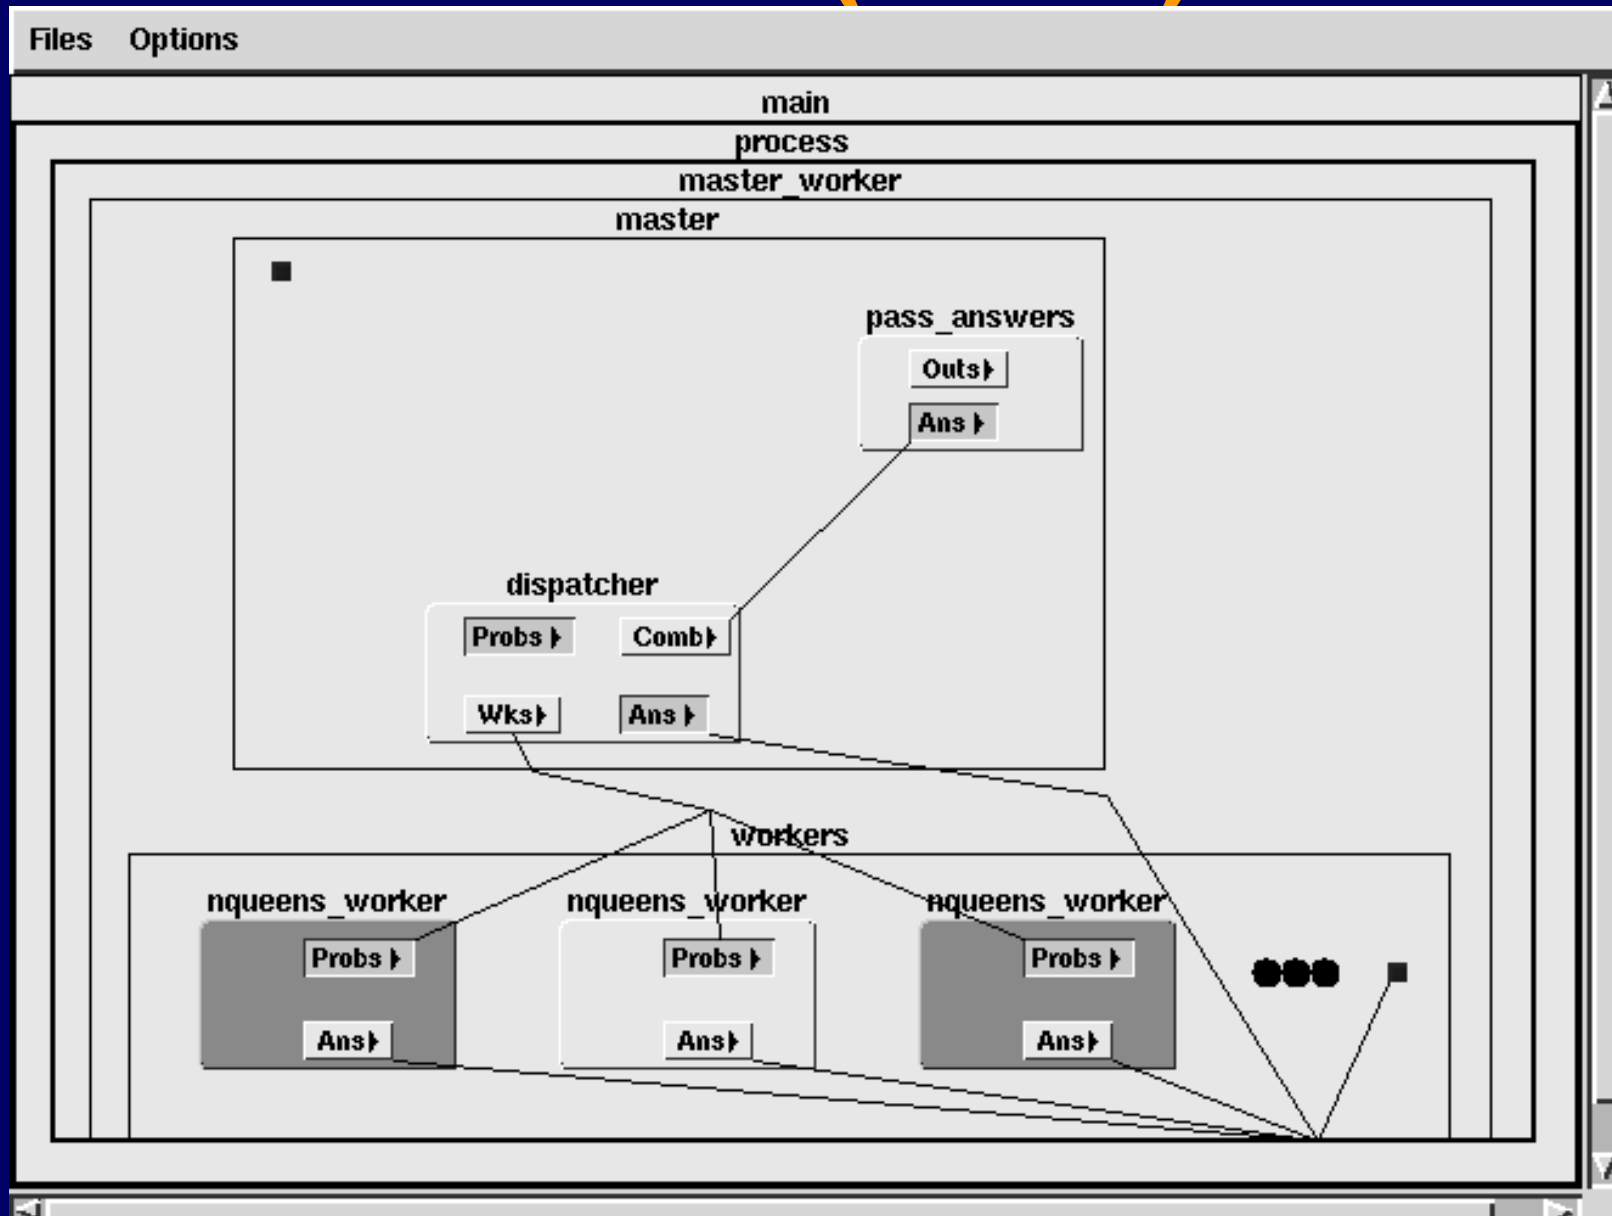 Files Options
main
process
master_worker
master
pass_answers
Outs
Ans
dispatcher
Probs Comb
Wks Ans
workers
nqueens_worker nqueens_worker nqueens_worker
Probs Probs Probs
Ans Ans Ans